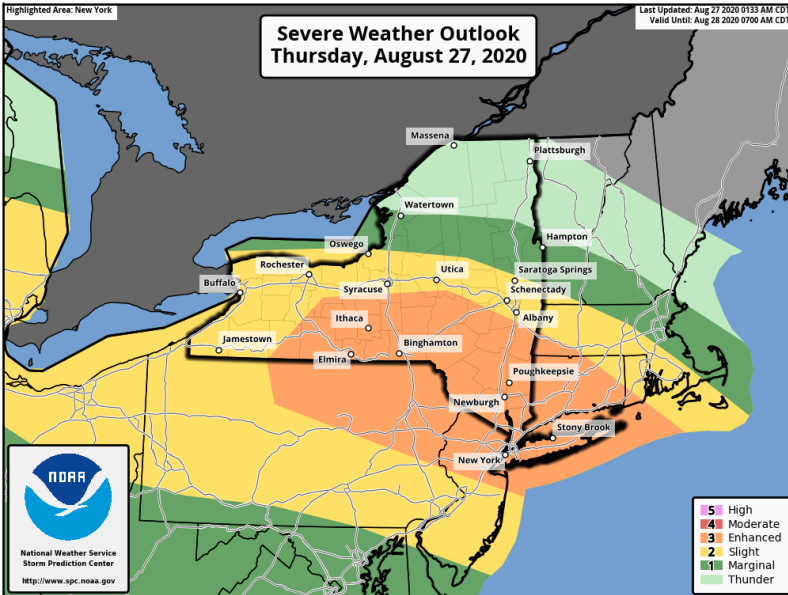 Highlighted Area: New York
Last Updated: Aug 27 2020 0133 AM CDT
Valid Until: Aug 28 2020 0700 AM CDT
Severe Weather Outlook
Thursday, August 27, 2020
Massena
Plattsburgh
Watertown
Hampton
Oswego
Rochester
Utica
Saratoga Springs
Buffalo
Syracuse
Schenectady
Ithaca
Albany
Jamestown
Binghamton
Elmira
Poughkeepsie
Newburgh
Stony Brook
New York
NOAA
National Weather Service
Storm Prediction Center
http://www.spc.noaa.gov
5 High
4 Moderate
3 Enhanced
2 Slight
1 Marginal
Thunder